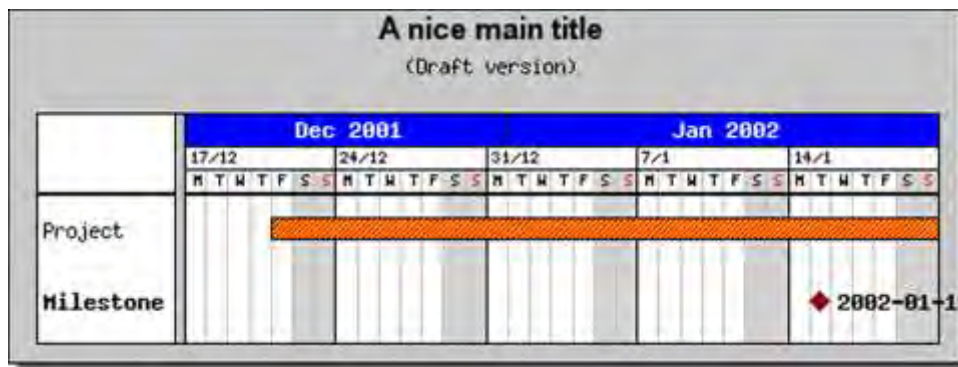 A nice main title
(Draft version)
Dec 2001 Jan 2002
17/12 24/12 31/12 7/1 14/1
M T W T F S S M T W T F S S M T W T F S S M T W T F S S M T W T F S S
Project
Milestone 2002-01-1